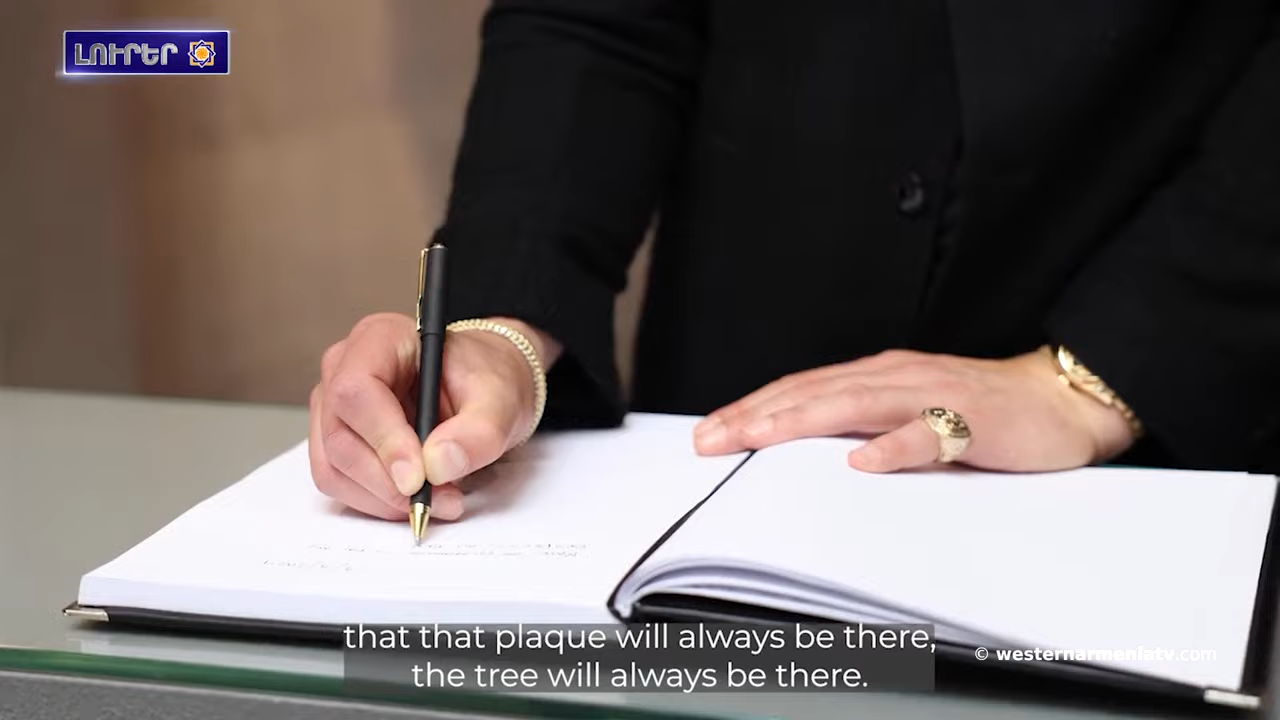 ԼՈՒՐԵՐ
that that plaque will always be there,
the tree will always be there.
© westernarmeniatv.com